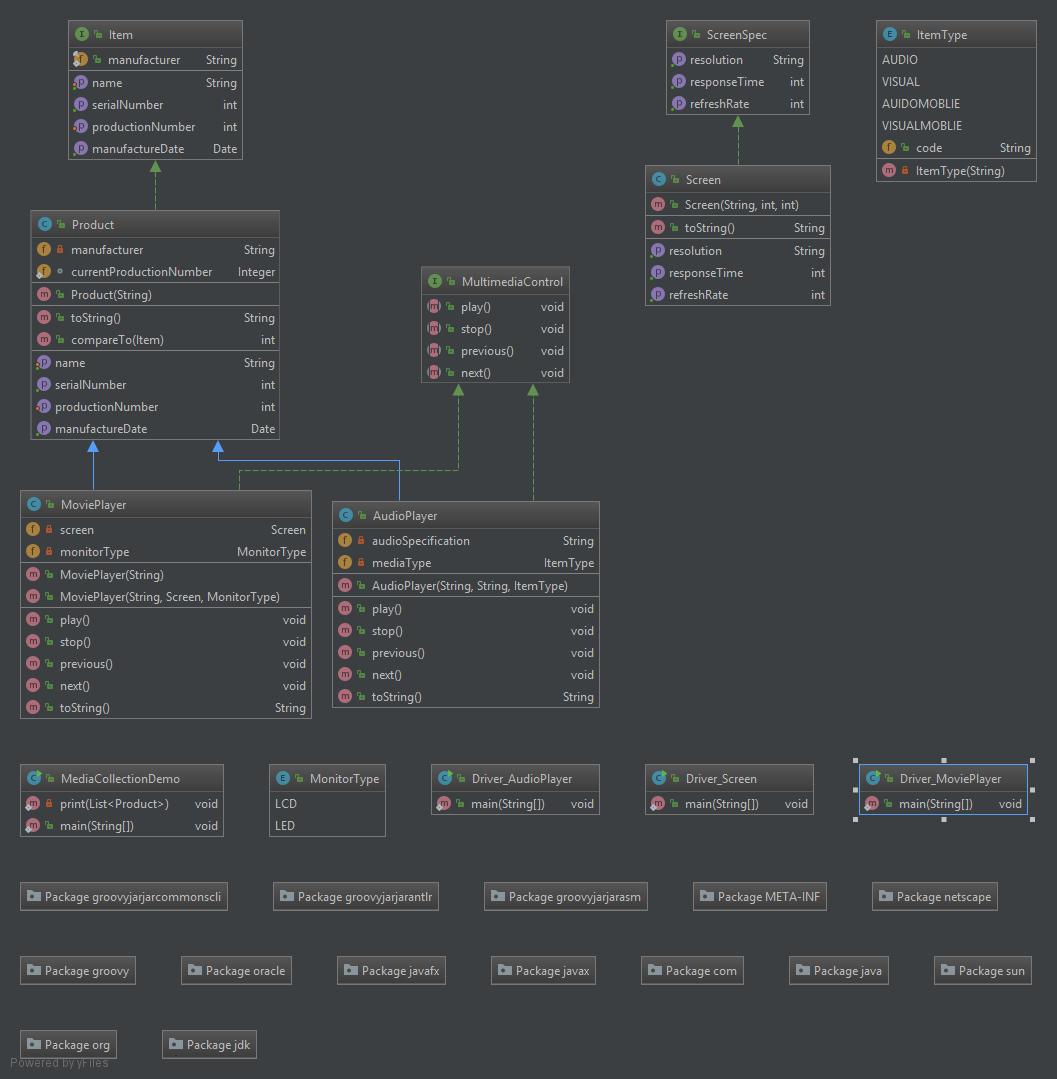 Item
manufacturer String
name String
serialNumber int
productionNumber int
manufactureDate Date
ScreenSpec
resolution String
responseTime int
refreshRate int
ItemType
AUDIO
VISUAL
AUIDOMOBLIE
VISUALMOBLIE
code String
ItemType(String)
Screen
Screen(String, int, int)
toString() String
resolution String
responseTime int
refreshRate int
Product
manufacturer String
currentProductionNumber Integer
Product(String)
toString() String
compareTo(Item) int
name String
serialNumber int
productionNumber int
manufactureDate Date
MultimediaControl
play() void
stop() void
previous() void
next() void
MoviePlayer
screen Screen
monitorType MonitorType
MoviePlayer(String)
MoviePlayer(String, Screen, MonitorType)
play() void
stop() void
previous() void
next() void
toString() String
AudioPlayer
audioSpecification String
mediaType ItemType
AudioPlayer(String, String, ItemType)
play() void
stop() void
previous() void
next() void
toString() String
MediaCollectionDemo
print(List<Product>) void
main(String[]) void
MonitorType
LCD
LED
Driver_AudioPlayer
main(String[]) void
Driver_Screen
main(String[]) void
Driver_MoviePlayer
main(String[]) void
Package groovyjarjarcommonscli
Package groovyjarjarantlr
Package groovyjarjarasm
Package META-INF
Package netscape
Package groovy
Package oracle
Package javafx
Package javax
Package com
Package java
Package sun
Package org
Package jdk
Powered by yFiles